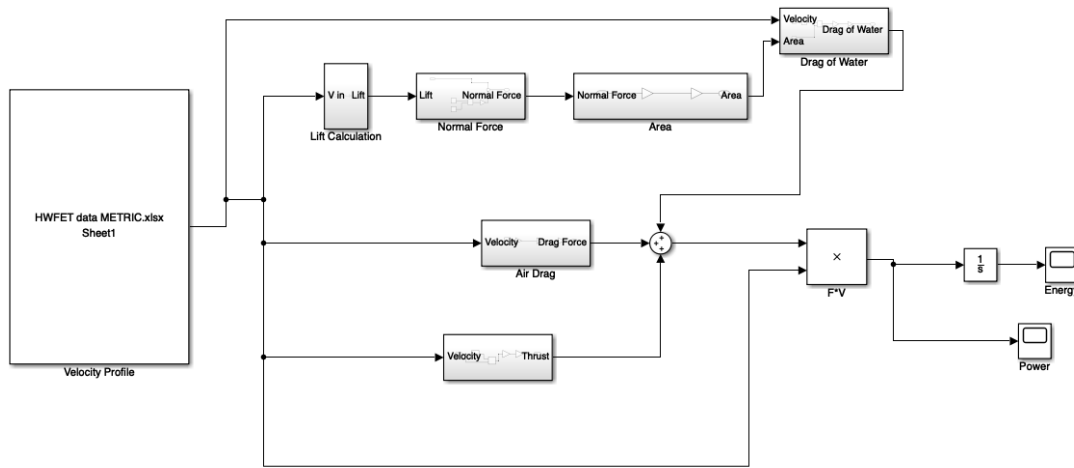 Velocity
Area
Drag of Water
Drag of Water
V in
Lift
Lift Calculation
Lift
Normal Force
Normal Force
Normal Force
Area
Area
HWFET data METRIC.xlsx
Sheet1
Velocity Profile
Velocity
Drag Force
Air Drag
+
+
+
×
F*V
1
s
Energy
Velocity
Thrust
Power